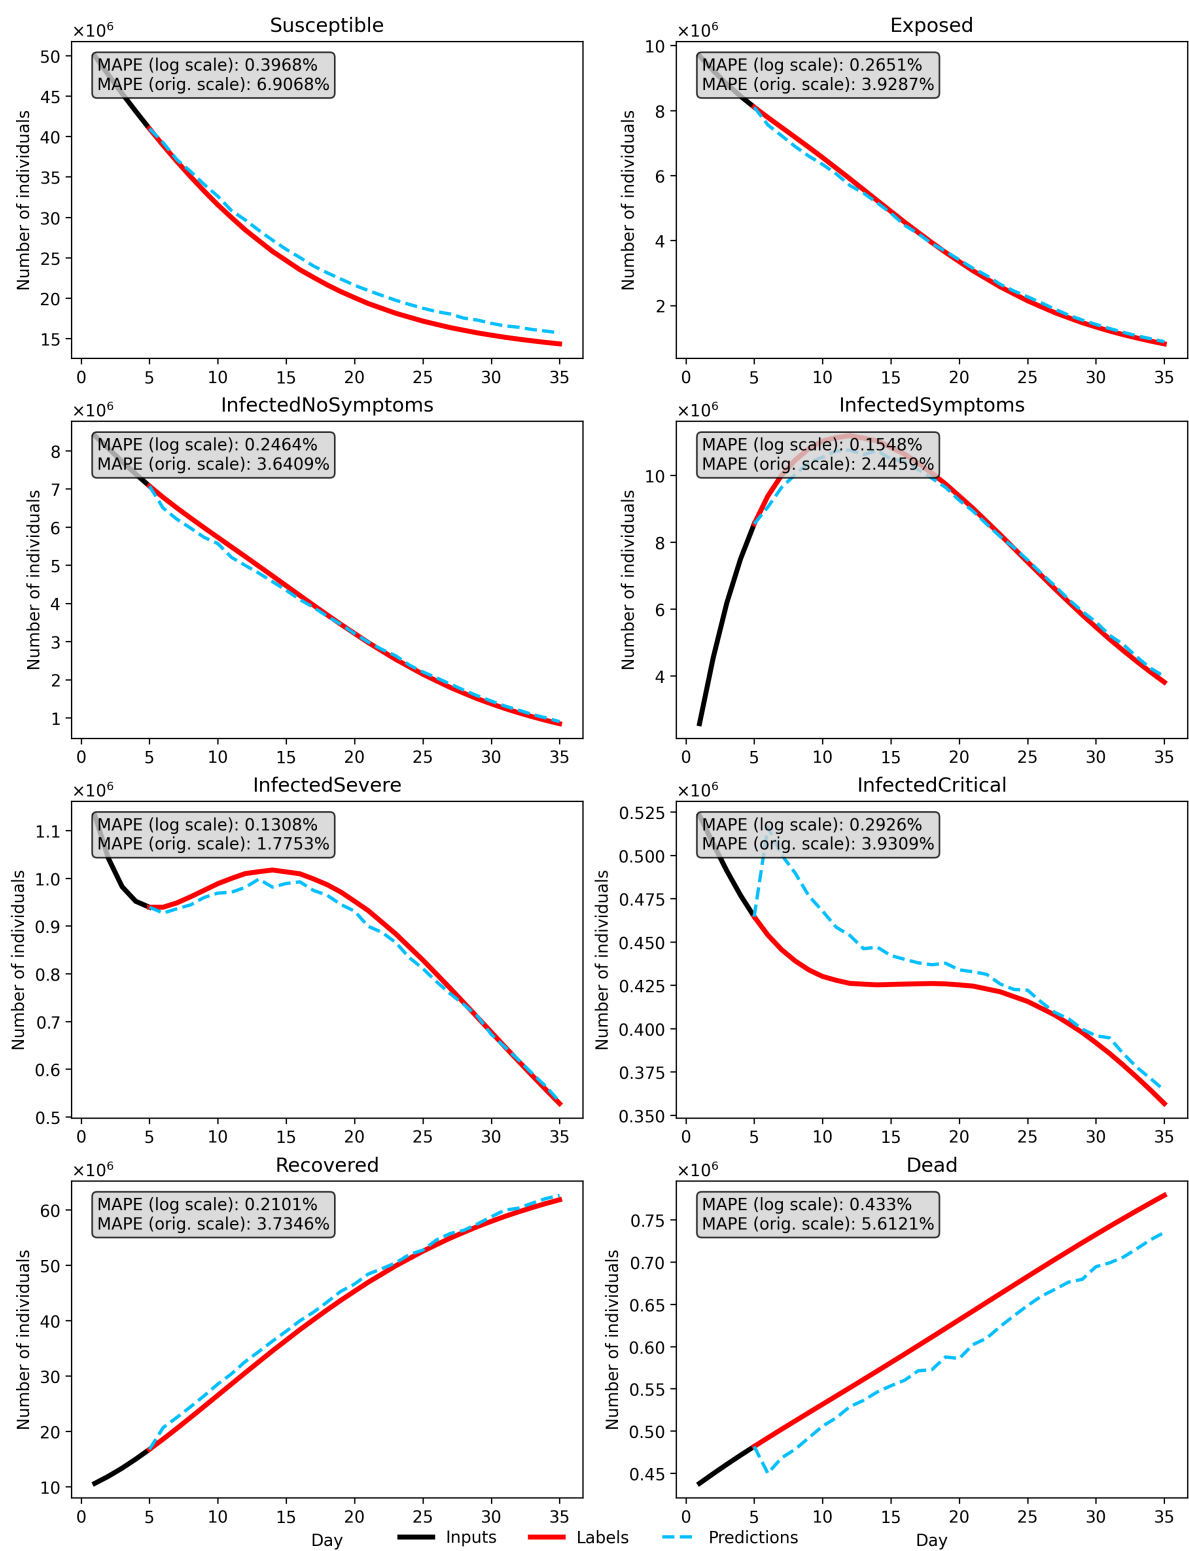 Susceptible
×10⁶
MAPE (log scale): 0.3968%
MAPE (orig. scale): 6.9068%
Number of individuals
50
45
40
35
30
25
20
15
0 5 10 15 20 25 30 35
Exposed
×10⁶
MAPE (log scale): 0.2651%
MAPE (orig. scale): 3.9287%
Number of individuals
10
8
6
4
2
0 5 10 15 20 25 30 35
InfectedNoSymptoms
×10⁶
MAPE (log scale): 0.2464%
MAPE (orig. scale): 3.6409%
Number of individuals
8
7
6
5
4
3
2
1
0 5 10 15 20 25 30 35
InfectedSymptoms
×10⁶
MAPE (log scale): 0.1548%
MAPE (orig. scale): 2.4459%
Number of individuals
10
8
6
4
0 5 10 15 20 25 30 35
InfectedSevere
×10⁶
MAPE (log scale): 0.1308%
MAPE (orig. scale): 1.7753%
Number of individuals
1.1
1.0
0.9
0.8
0.7
0.6
0.5
0 5 10 15 20 25 30 35
InfectedCritical
×10⁶
MAPE (log scale): 0.2926%
MAPE (orig. scale): 3.9309%
Number of individuals
0.525
0.500
0.475
0.450
0.425
0.400
0.375
0.350
0 5 10 15 20 25 30 35
Recovered
×10⁶
MAPE (log scale): 0.2101%
MAPE (orig. scale): 3.7346%
Number of individuals
60
50
40
30
20
10
0 5 10 15 20 25 30 35
Day
Dead
×10⁶
MAPE (log scale): 0.433%
MAPE (orig. scale): 5.6121%
Number of individuals
0.75
0.70
0.65
0.60
0.55
0.50
0.45
0 5 10 15 20 25 30 35
Day
Inputs Labels Predictions